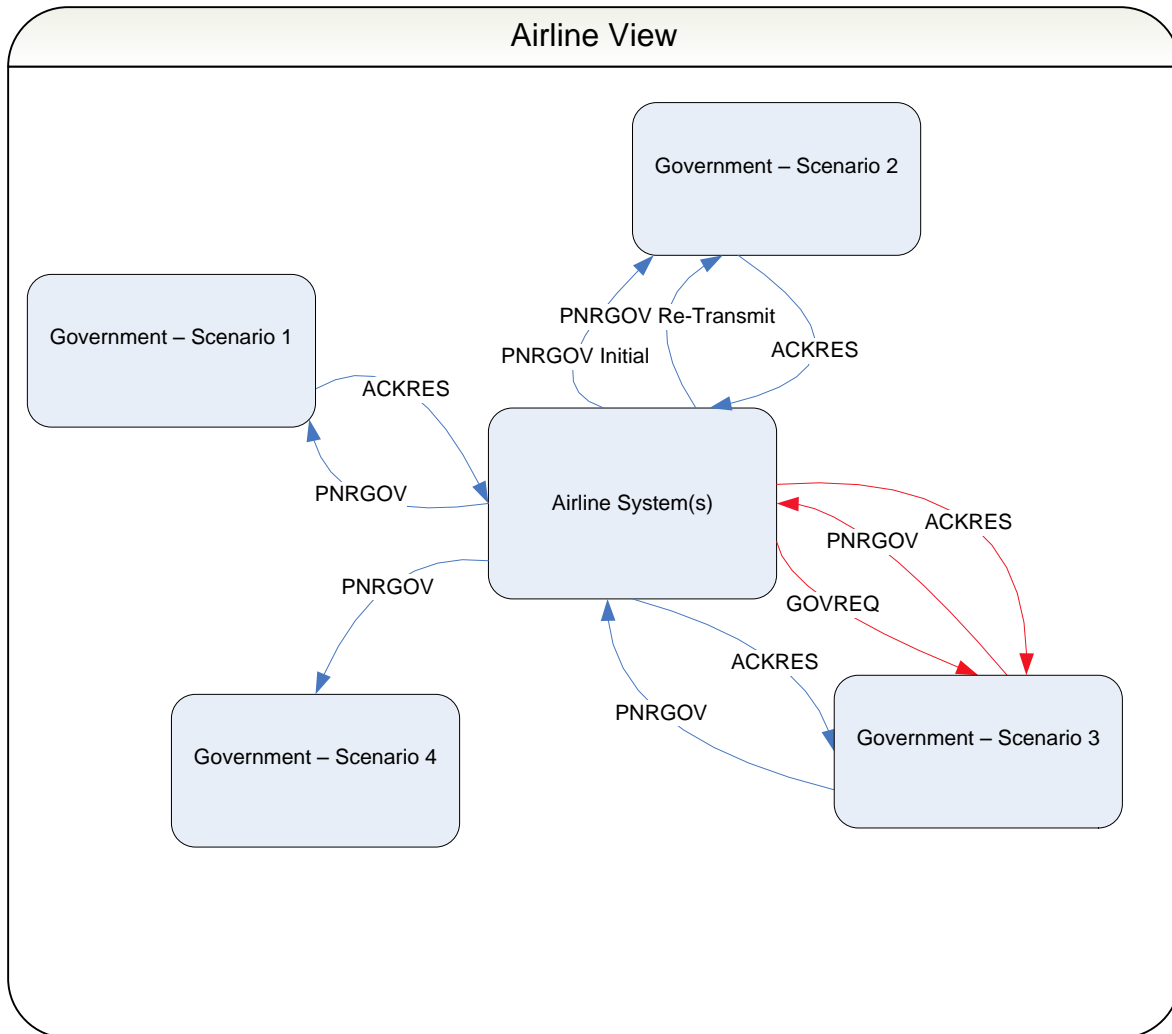 Airline View
Government – Scenario 2
Government – Scenario 1
PNRGOV Re-Transmit
PNRGOV Initial
ACKRES
ACKRES
PNRGOV
Airline System(s)
ACKRES
PNRGOV
GOVREQ
PNRGOV
ACKRES
PNRGOV
Government – Scenario 3
Government – Scenario 4